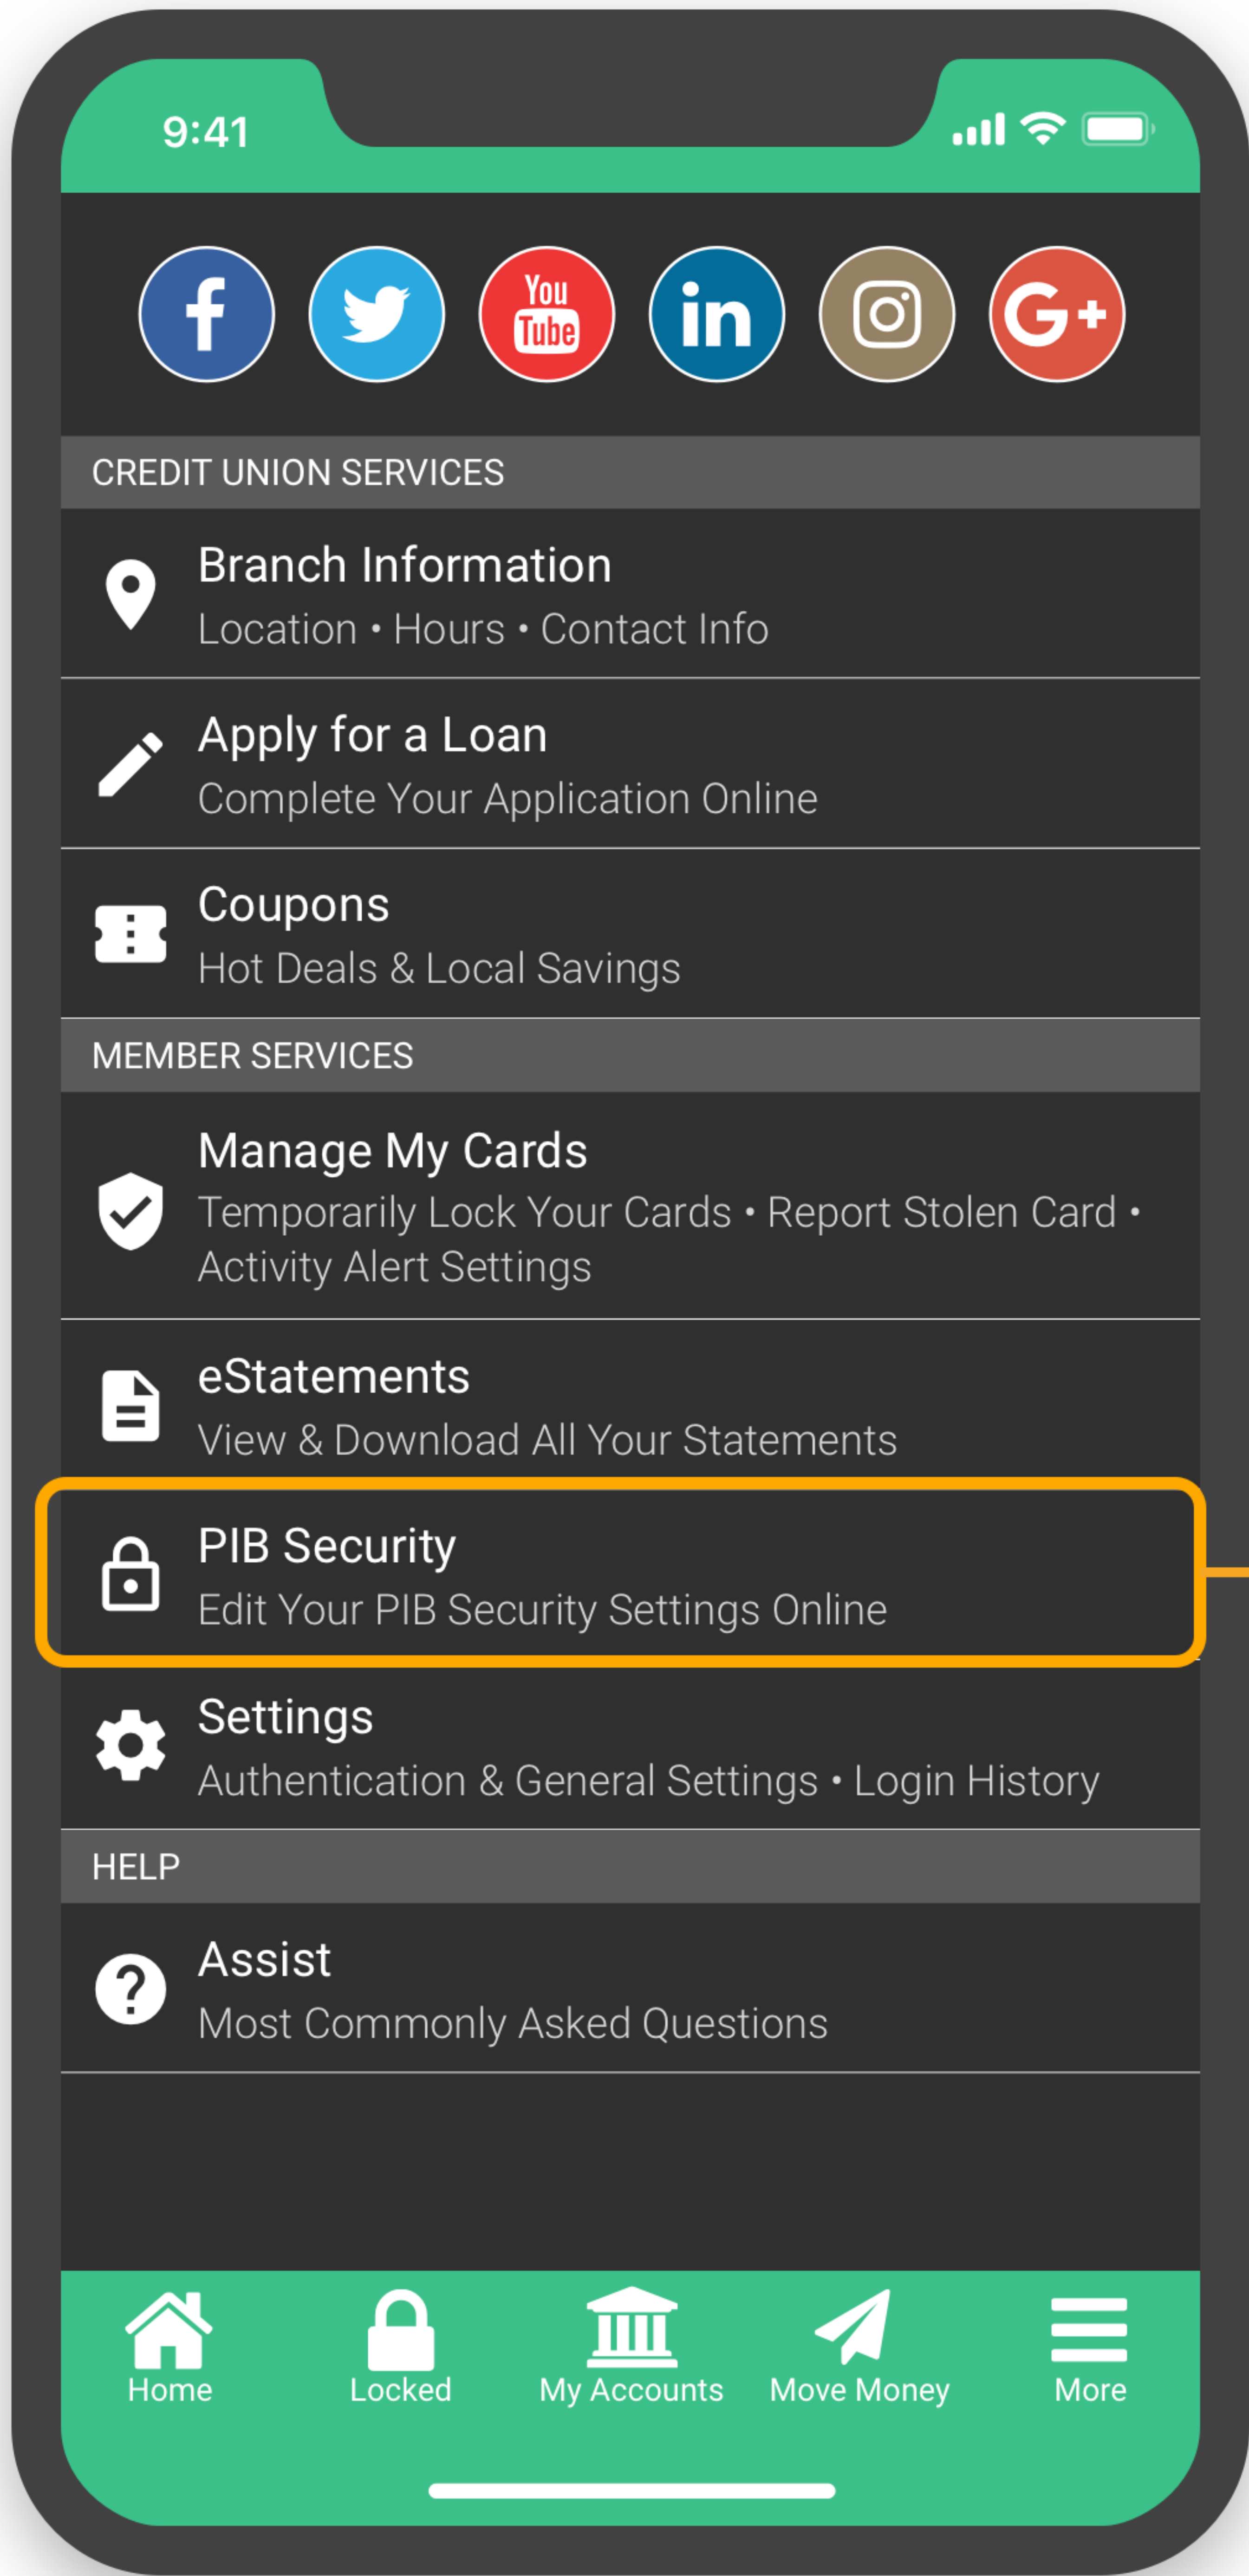 9:41
f
You
Tube
in
G+
CREDIT UNION SERVICES
Branch Information
Location • Hours • Contact Info
Apply for a Loan
Complete Your Application Online
Coupons
Hot Deals & Local Savings
MEMBER SERVICES
Manage My Cards
Temporarily Lock Your Cards • Report Stolen Card •
Activity Alert Settings
eStatements
View & Download All Your Statements
PIB Security
Edit Your PIB Security Settings Online
Settings
Authentication & General Settings • Login History
HELP
?
Assist
Most Commonly Asked Questions
Home
Locked
My Accounts
Move Money
More